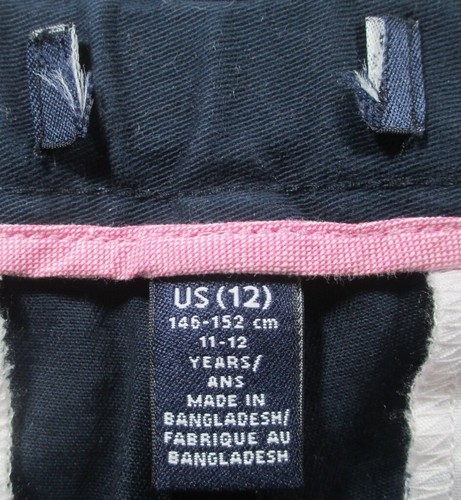 US (12)
146-152 cm
11-12
YEARS/
ANS
MADE IN
BANGLADESH/
FABRIQUE AU
BANGLADESH